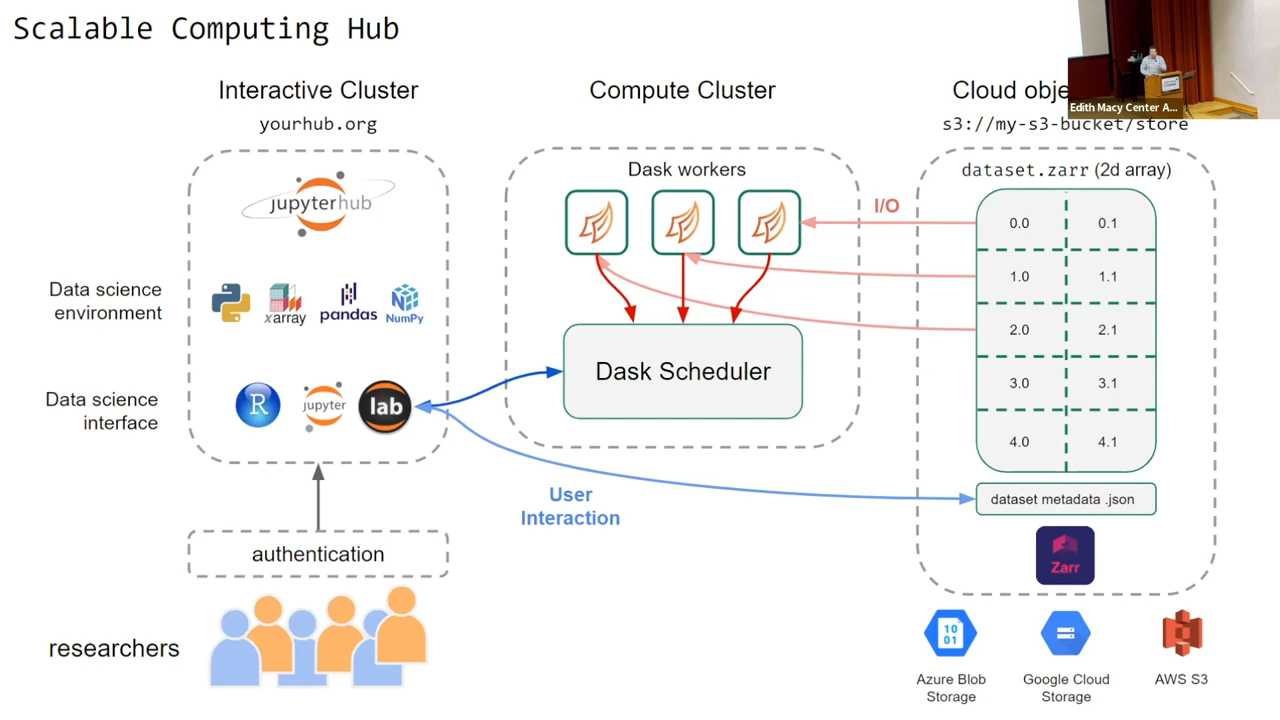 Scalable Computing Hub
Interactive Cluster
yourhub.org
jupyterhub
Data science
environment
xarray
pandas
NumPy
Data science
interface
R
jupyter
lab
authentication
researchers
Compute Cluster
Dask workers
Dask Scheduler
User
Interaction
I/O
Cloud obje
Edith Macy Center A...
s3://my-s3-bucket/store
dataset.zarr (2d array)
0.0 0.1
1.0 1.1
2.0 2.1
3.0 3.1
4.0 4.1
dataset metadata .json
Zarr
10
01
Azure Blob
Storage
Google Cloud
Storage
AWS S3